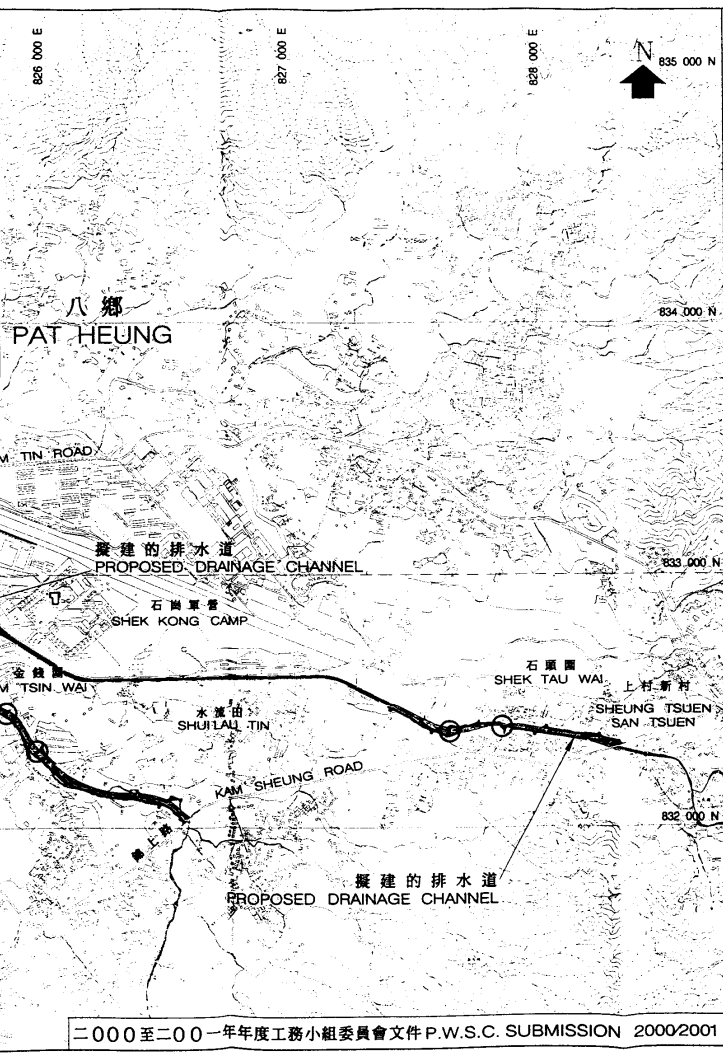 826 000 E
827 000 E
828 000 E
N
835 000 N
八鄉
PAT HEUNG
834 000 N
M TIN ROAD
擬建的排水道
PROPOSED DRAINAGE CHANNEL
833 000 N
石崗軍營
SHEK KONG CAMP
金錢圍
M TSIN WAI
石頭圍
SHEK TAU WAI
上村新村
SHEUNG TSUEN
SAN TSUEN
水流田
SHUI LAU TIN
KAM SHEUNG ROAD
錦上路
832 000 N
擬建的排水道
PROPOSED DRAINAGE CHANNEL
二000至二00一年年度工務小組委員會文件 P.W.S.C. SUBMISSION 2000/2001